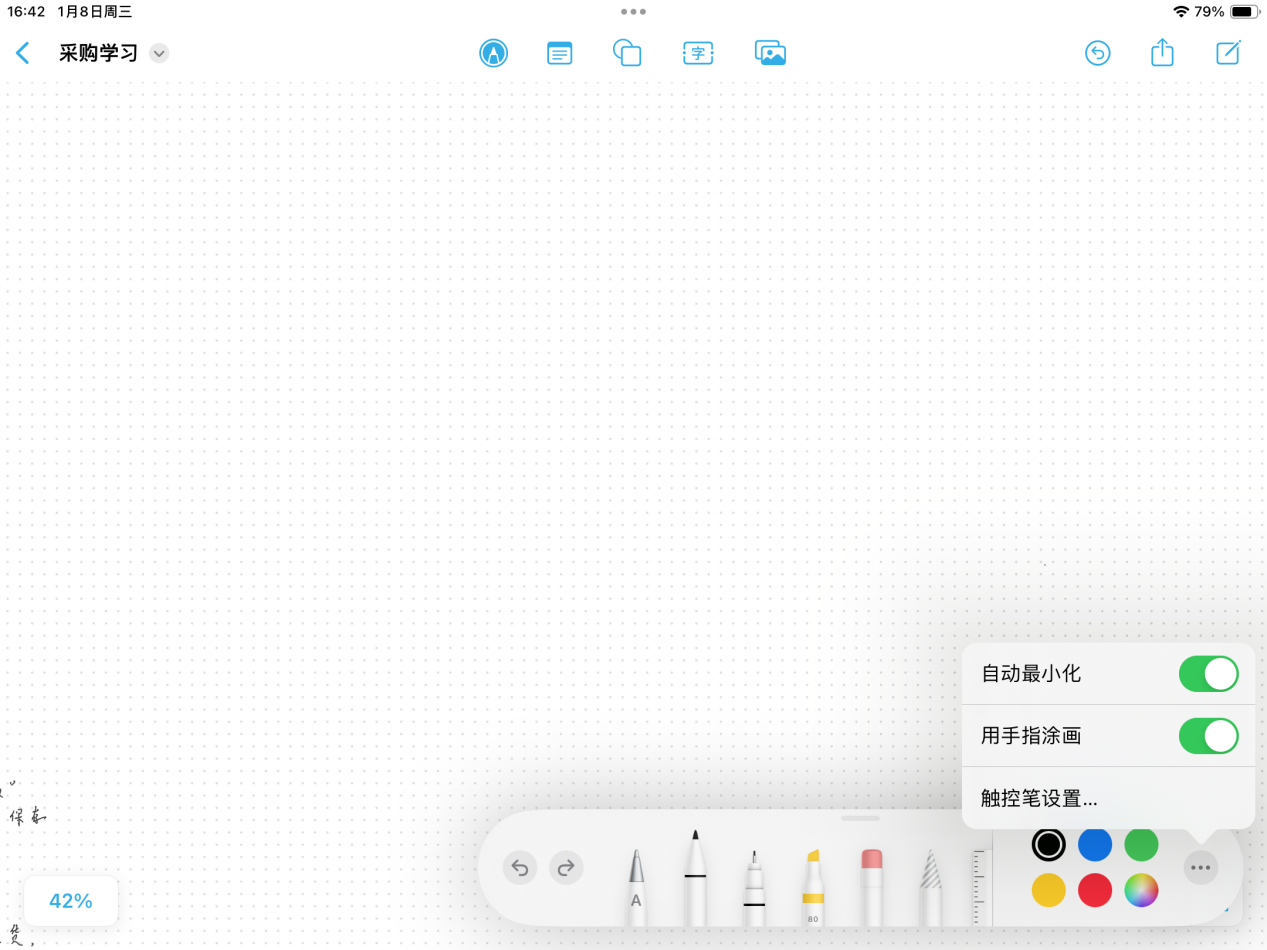 16:42 1月8日周三
79%
采购学习
字
自动最小化
用手指涂画
触控笔设置...
保存
A
80
42%